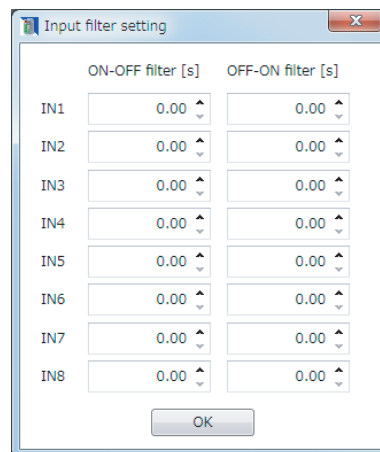 Input filter setting
ON-OFF filter [s] OFF-ON filter [s]
IN1 0.00 0.00
IN2 0.00 0.00
IN3 0.00 0.00
IN4 0.00 0.00
IN5 0.00 0.00
IN6 0.00 0.00
IN7 0.00 0.00
IN8 0.00 0.00
OK